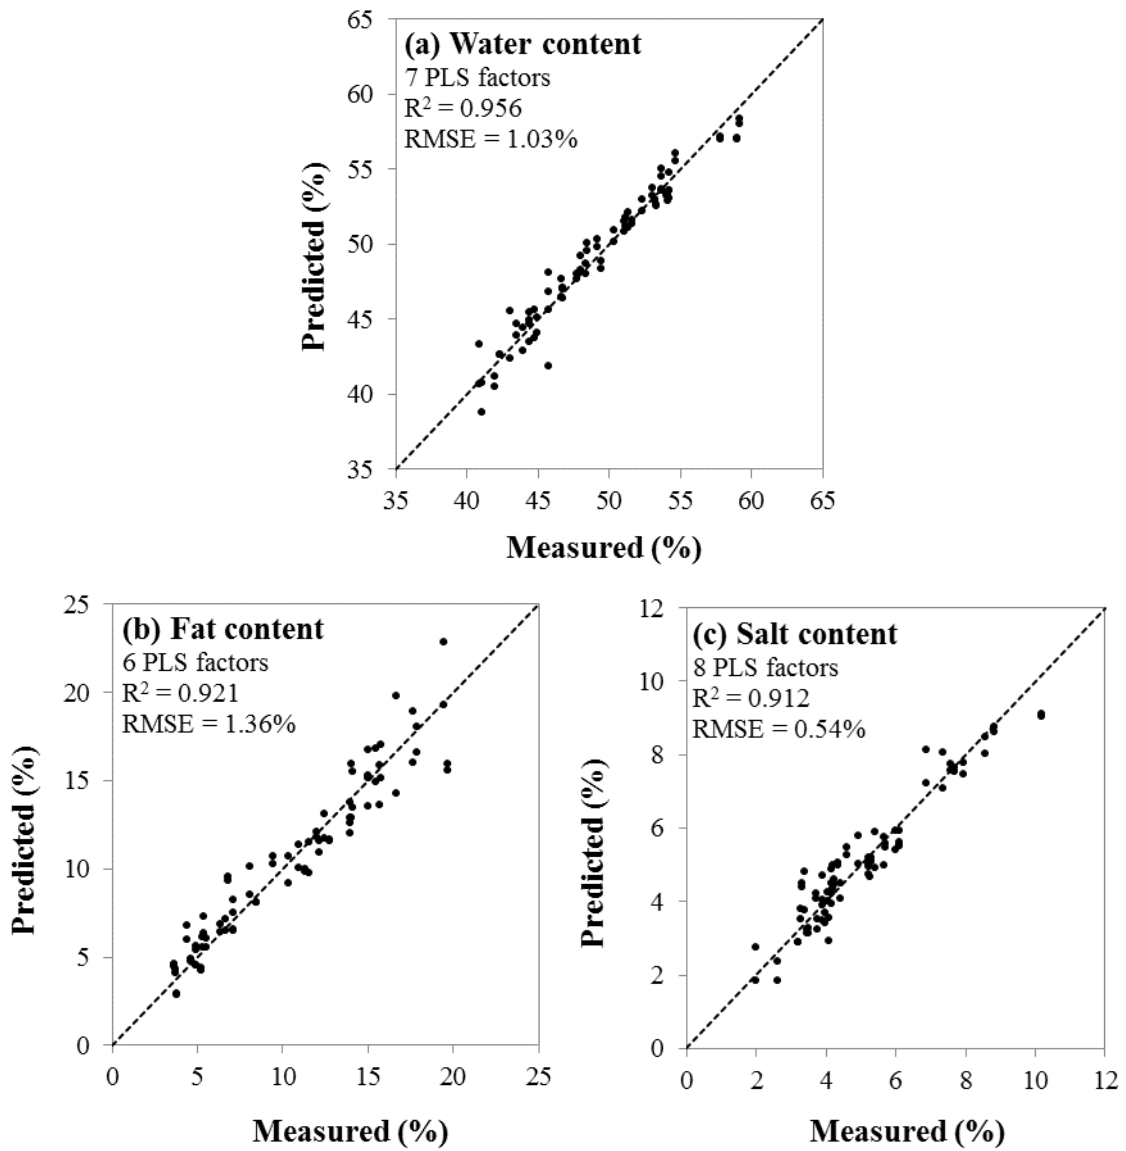 (a) Water content
7 PLS factors
R² = 0.956
RMSE = 1.03%
Predicted (%)
65
60
55
50
45
40
35
35 40 45 50 55 60 65
Measured (%)
(b) Fat content
6 PLS factors
R² = 0.921
RMSE = 1.36%
Predicted (%)
25
20
15
10
5
0
0 5 10 15 20 25
Measured (%)
(c) Salt content
8 PLS factors
R² = 0.912
RMSE = 0.54%
Predicted (%)
12
10
8
6
4
2
0
0 2 4 6 8 10 12
Measured (%)